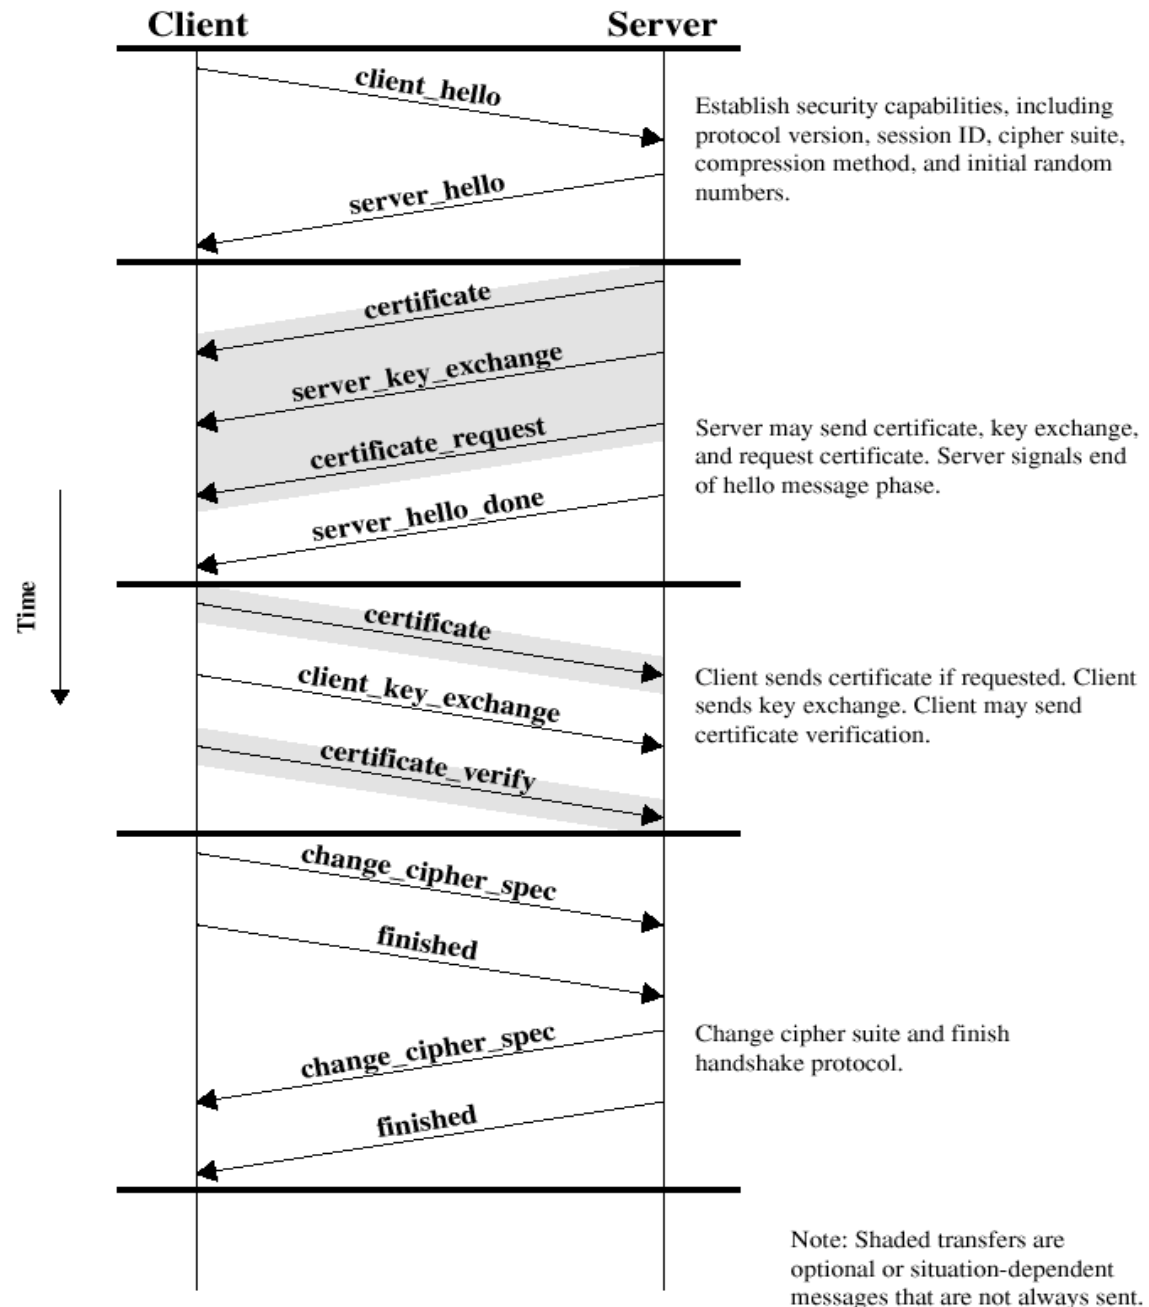 Client Server
client_hello
Establish security capabilities, including
protocol version, session ID, cipher suite,
compression method, and initial random
numbers.
server_hello
certificate
server_key_exchange
certificate_request
Server may send certificate, key exchange,
and request certificate. Server signals end
of hello message phase.
server_hello_done
Time
certificate
client_key_exchange
Client sends certificate if requested. Client
sends key exchange. Client may send
certificate verification.
certificate_verify
change_cipher_spec
finished
change_cipher_spec
Change cipher suite and finish
handshake protocol.
finished
Note: Shaded transfers are
optional or situation-dependent
messages that are not always sent.